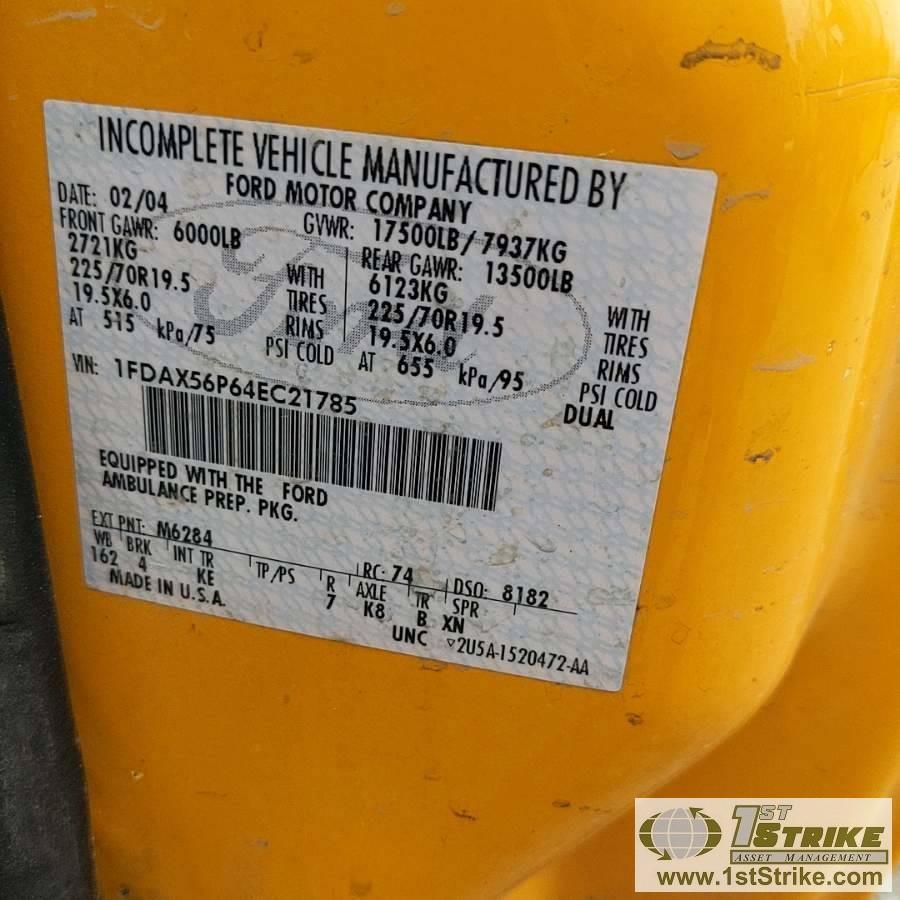 INCOMPLETE VEHICLE MANUFACTURED BY
FORD MOTOR COMPANY
DATE: 02/04 GVWR: 17500LB/7937KG
FRONT GAWR: 6000LB REAR GAWR: 13500LB
2721KG WITH 6123KG WITH
225/70R19.5 TIRES 225/70R19.5 TIRES
19.5X6.0 RIMS 19.5X6.0 RIMS
AT 515 kPa/75 PSI COLD AT 655 kPa/95 PSI COLD
DUAL
VIN: 1FDAX56P64EC21785
EQUIPPED WITH THE FORD
AMBULANCE PREP. PKG.
EXT PNT: M6284 RC: 74 DSO: 8182
WB BRK INT TR TP/PS R AXLE TR SPR
162 4 KE 7 K8 B XN
MADE IN U.S.A. UNC ▽2U5A-1520472-AA
Ford
1ST STRIKE
ASSET MANAGEMENT
www.1stStrike.com